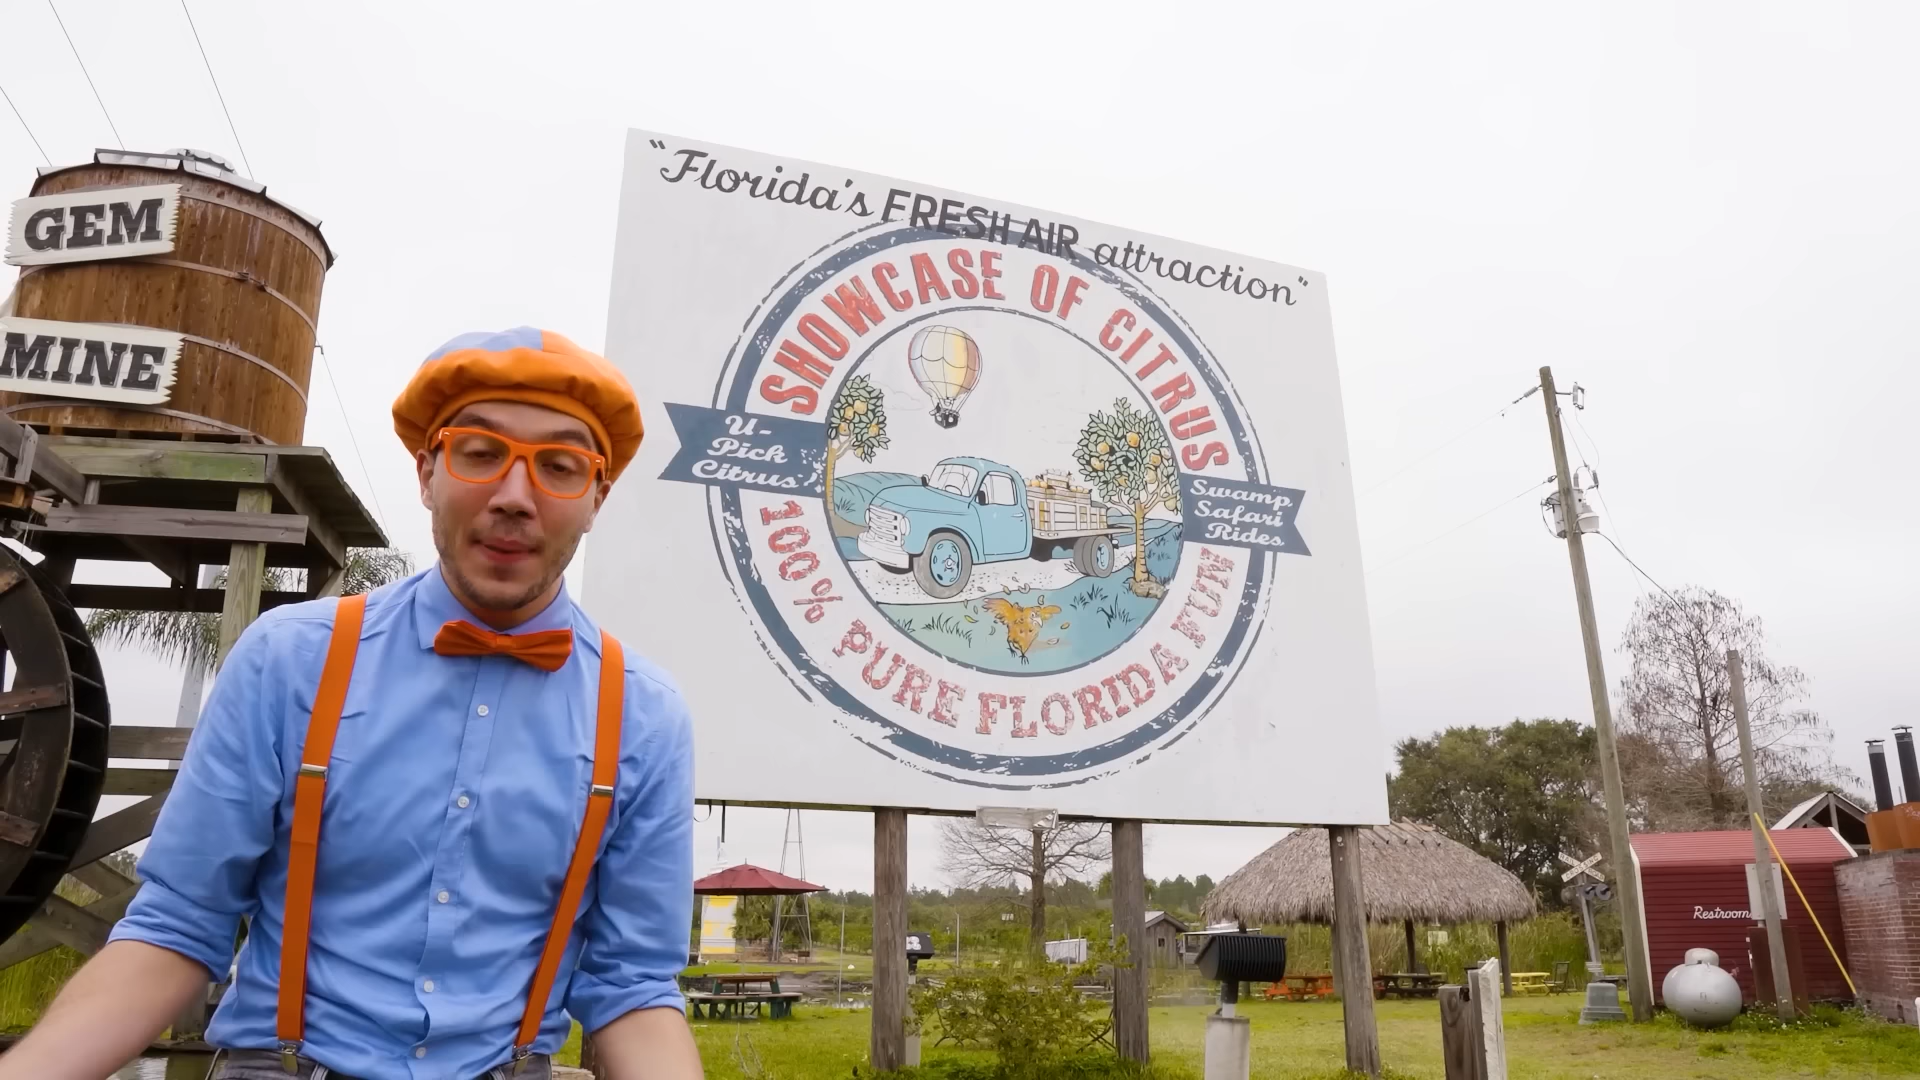 GEM
MINE
"Florida's FRESH AIR attraction"
SHOWCASE OF CITRUS
U-
Pick
Citrus!
Swamp
Safari
Rides
100% PURE FLORIDA FUN
Restroom